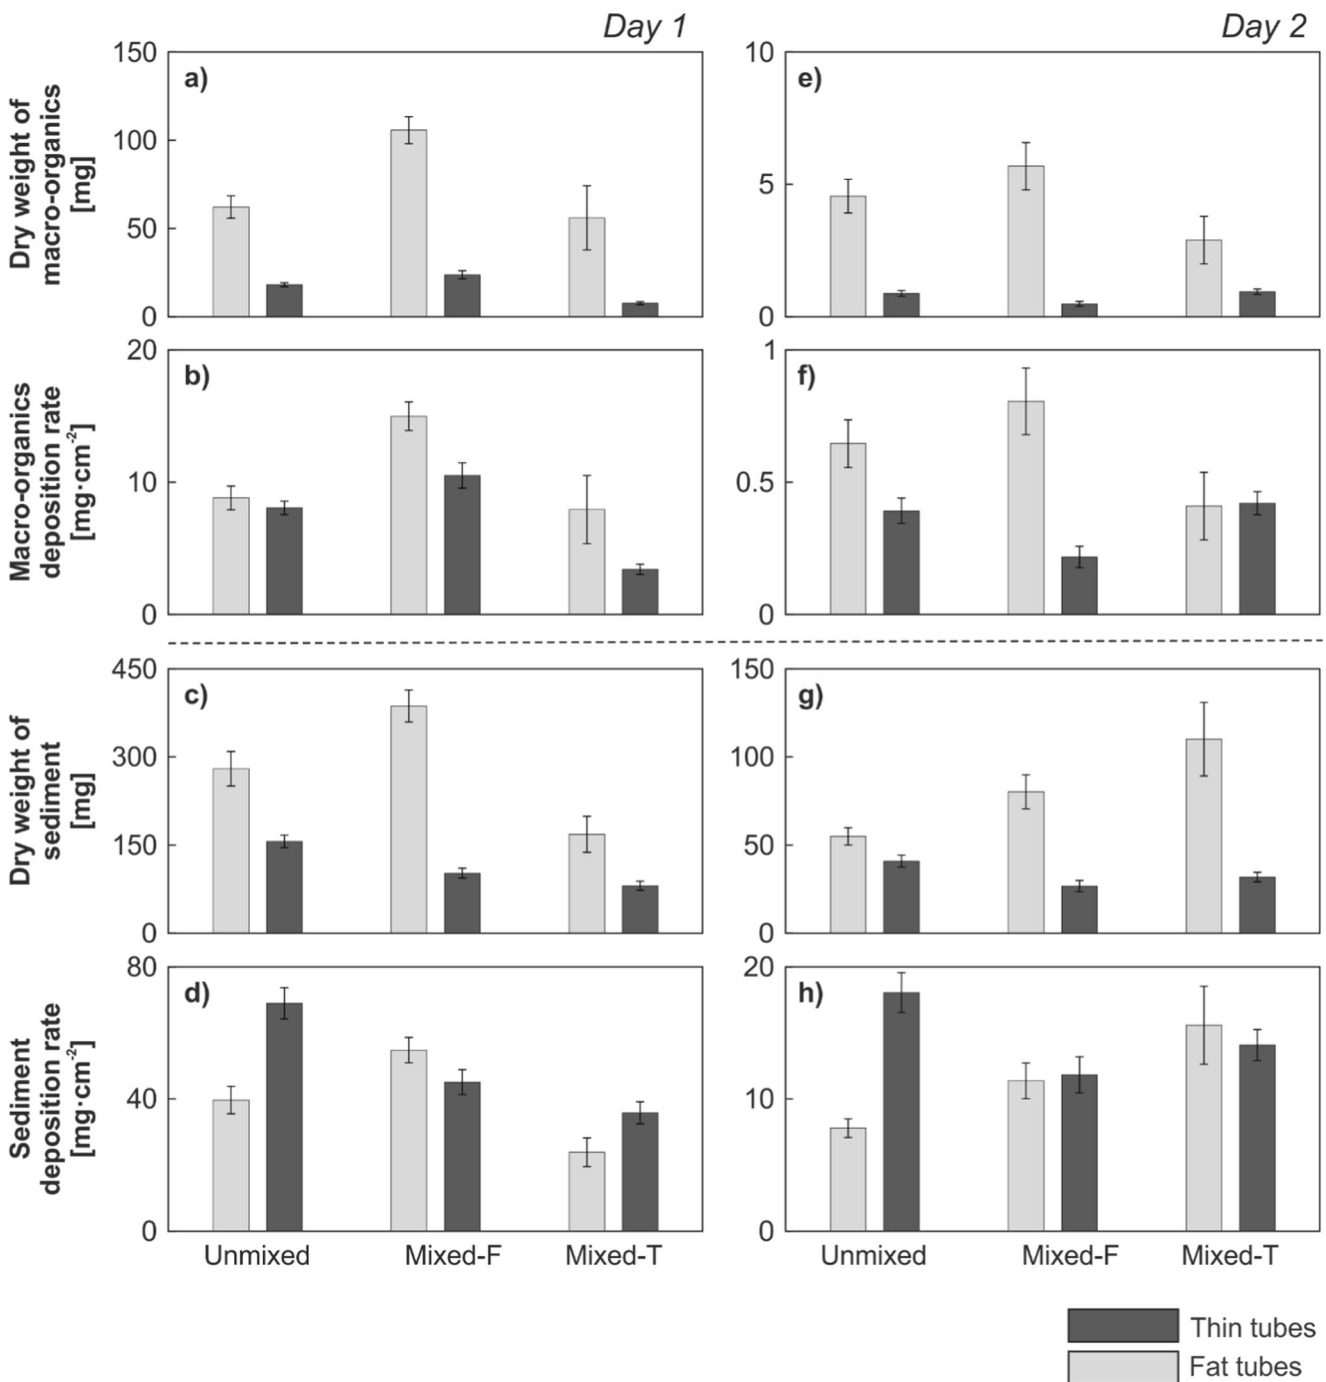 Day 1
Day 2
Dry weight of
macro-organics
[mg]
150
100
50
0
a)
10
5
0
e)
Macro-organics
deposition rate
[mg·cm-2]
20
10
0
b)
1
0.5
0
f)
Dry weight of
sediment
[mg]
450
300
150
0
c)
150
100
50
0
g)
Sediment
deposition rate
[mg·cm-2]
80
40
0
d)
20
10
0
h)
Unmixed
Mixed-F
Mixed-T
Unmixed
Mixed-F
Mixed-T
Thin tubes
Fat tubes